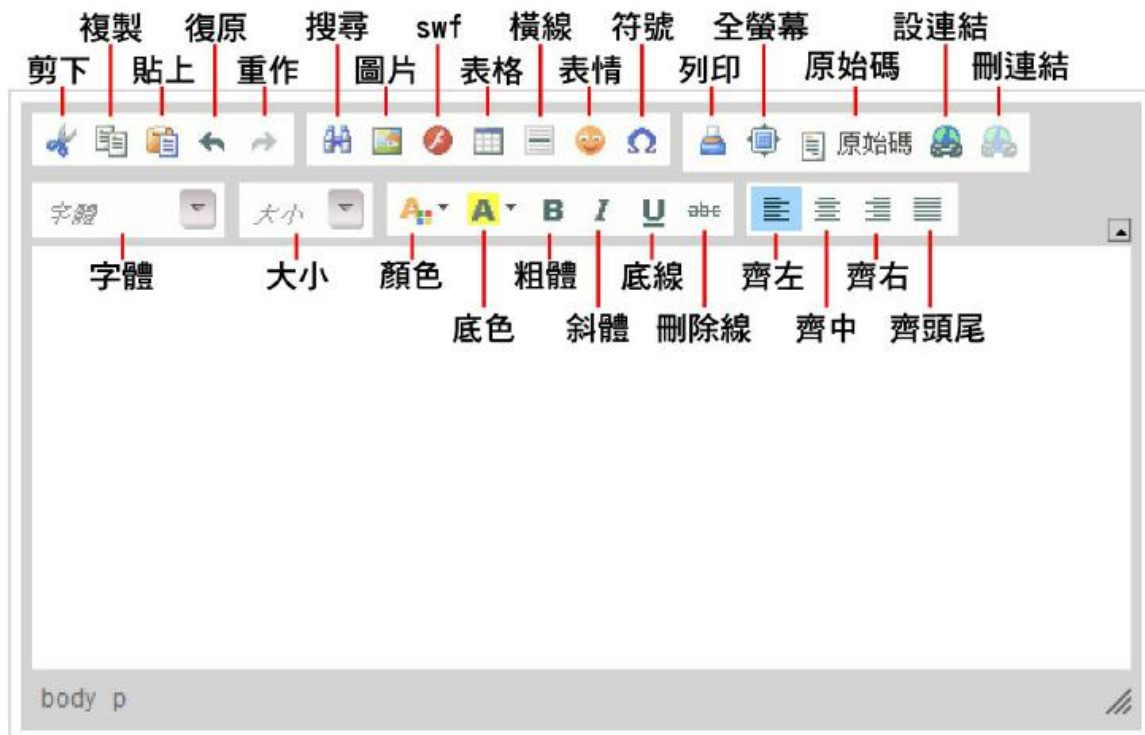 複製 復原 搜尋 swf 橫線 符號 全螢幕 設連結
剪下 貼上 重作 圖片 表格 表情 列印 原始碼 刪連結
原始碼
字體 大小 A A B I U abc
字體 大小 顏色 粗體 底線 齊左 齊右
底色 斜體 刪除線 齊中 齊頭尾
body p